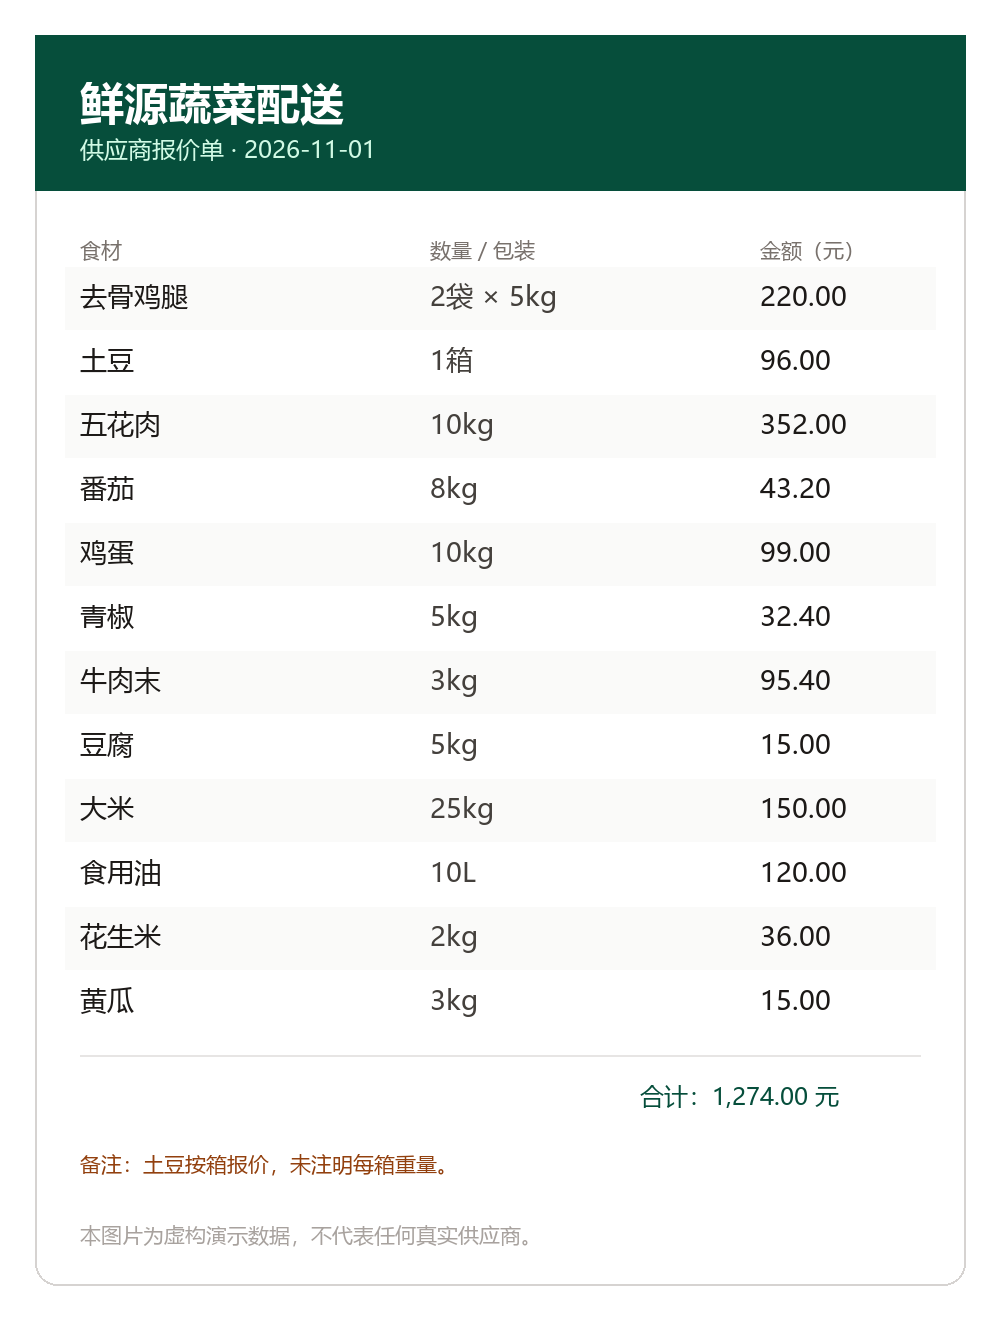 鲜源蔬菜配送
供应商报价单 · 2026-11-01
食材 数量 / 包装 金额（元）
去骨鸡腿 2袋 × 5kg 220.00
土豆 1箱 96.00
五花肉 10kg 352.00
番茄 8kg 43.20
鸡蛋 10kg 99.00
青椒 5kg 32.40
牛肉末 3kg 95.40
豆腐 5kg 15.00
大米 25kg 150.00
食用油 10L 120.00
花生米 2kg 36.00
黄瓜 3kg 15.00
合计：1,274.00 元
备注：土豆按箱报价，未注明每箱重量。
本图片为虚构演示数据，不代表任何真实供应商。